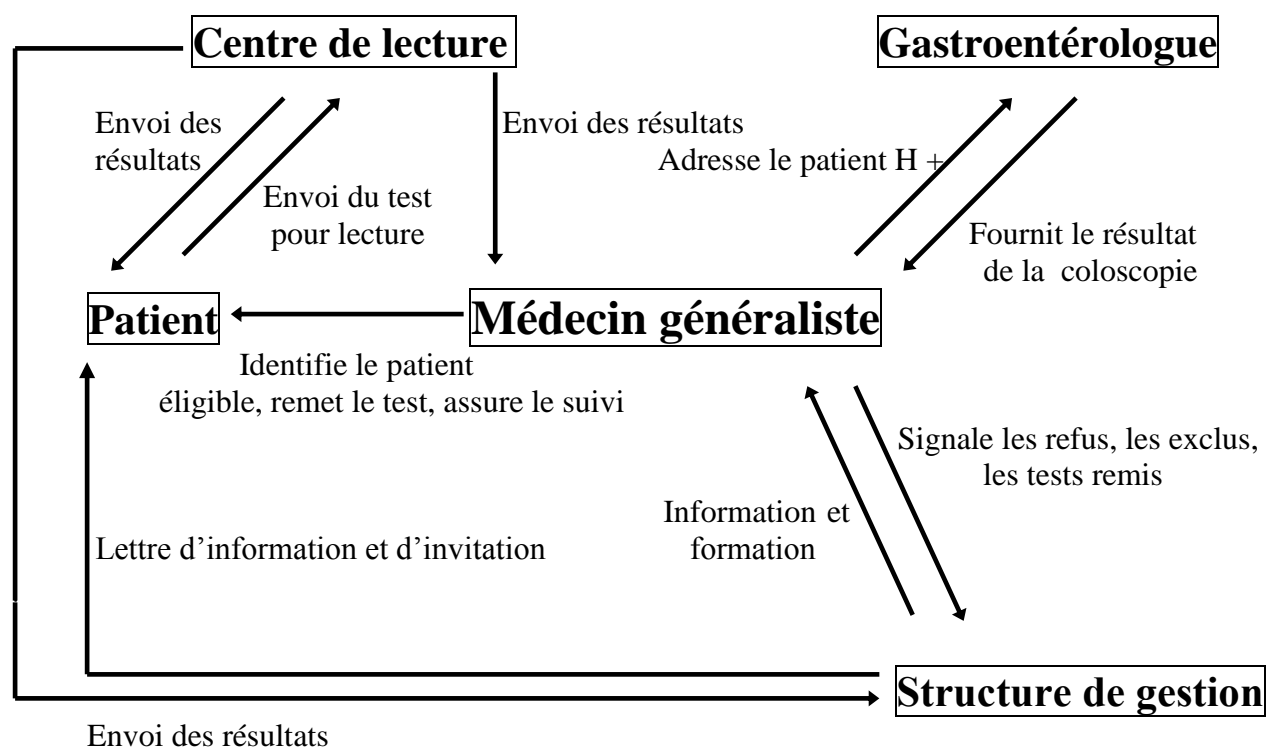 Centre de lecture
Gastroentérologue
Envoi des
résultats
Envoi des résultats
Adresse le patient H +
Envoi du test
pour lecture
Fournit le résultat
de la coloscopie
Patient
Médecin généraliste
Identifie le patient
éligible, remet le test, assure le suivi
Signale les refus, les exclus,
les tests remis
Information et
formation
Lettre d’information et d’invitation
Structure de gestion
Envoi des résultats